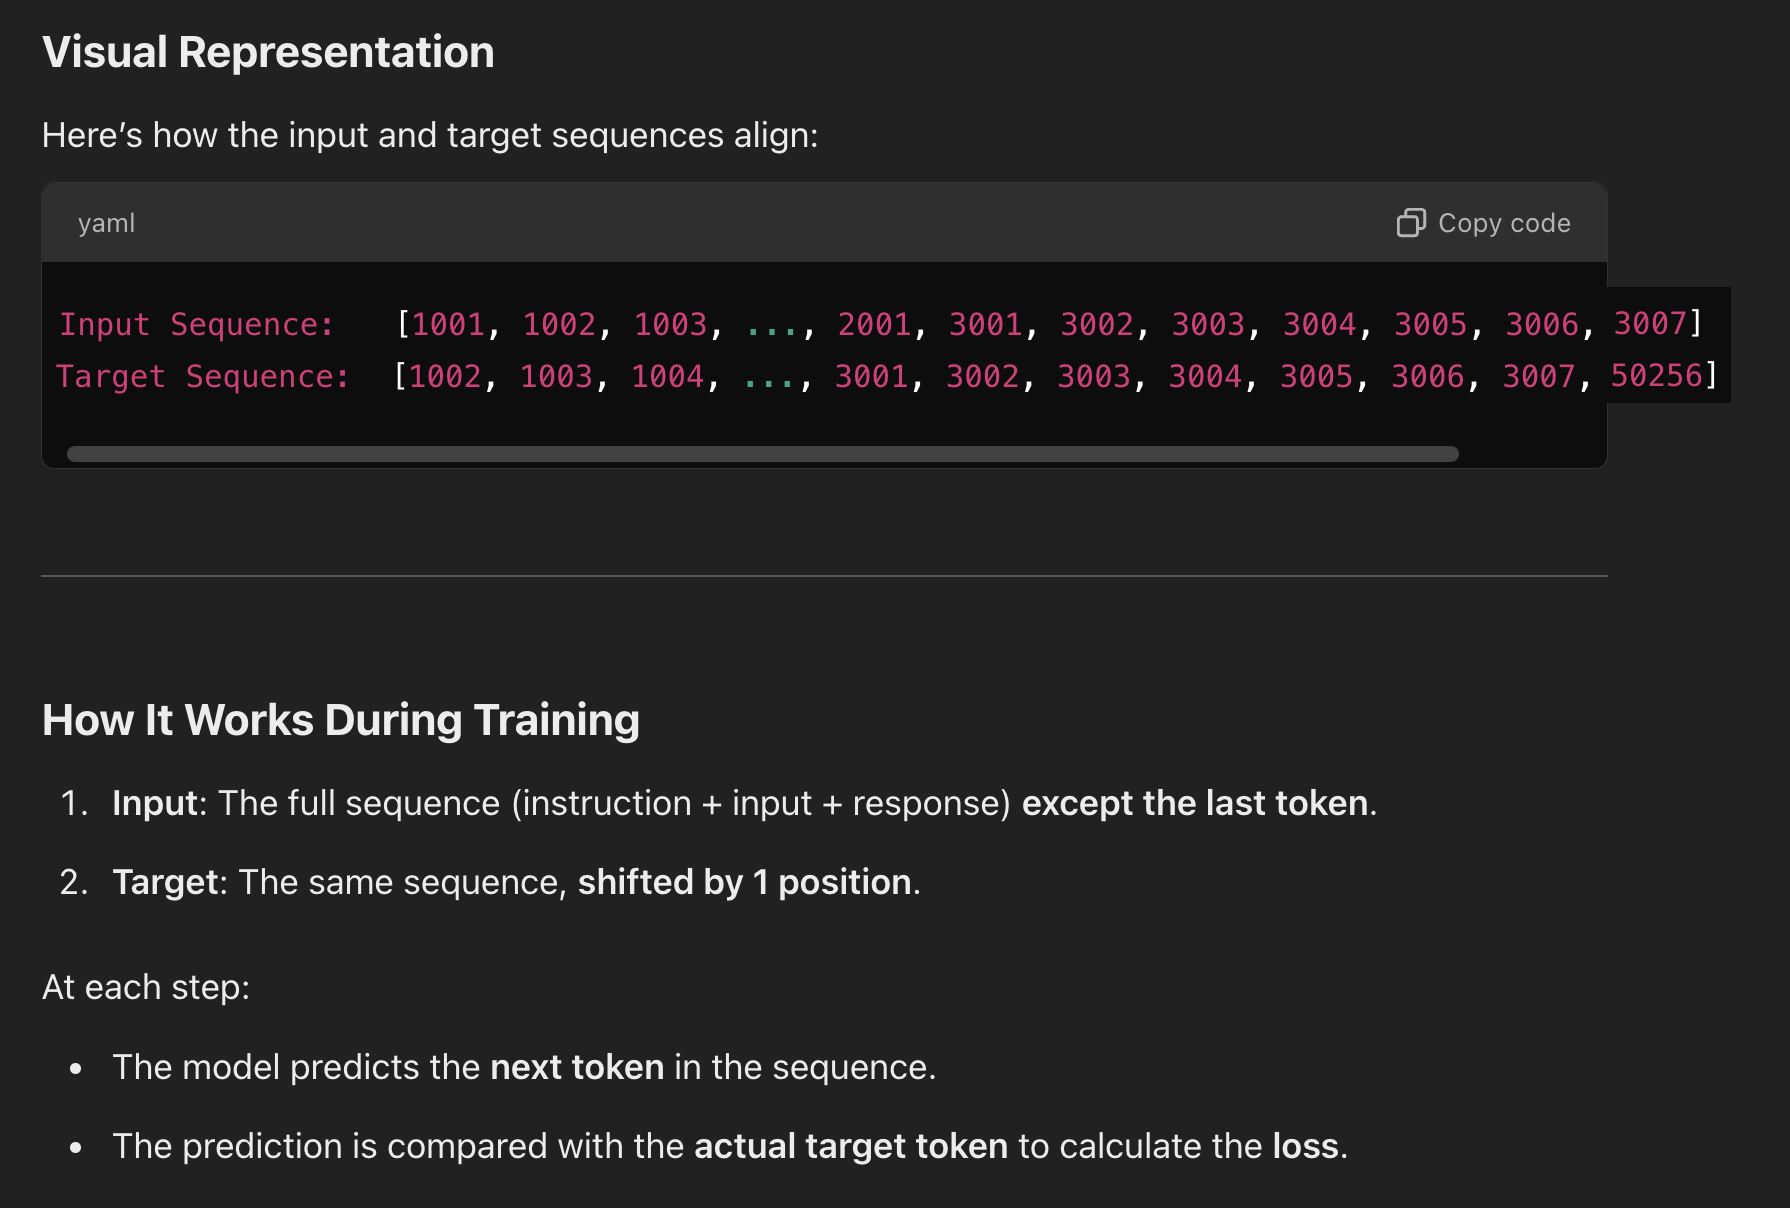 Visual Representation
Here’s how the input and target sequences align:
yaml
Copy code
Input Sequence: [1001, 1002, 1003, ..., 2001, 3001, 3002, 3003, 3004, 3005, 3006, 3007]
Target Sequence: [1002, 1003, 1004, ..., 3001, 3002, 3003, 3004, 3005, 3006, 3007, 50256]
How It Works During Training
1. Input: The full sequence (instruction + input + response) except the last token.
2. Target: The same sequence, shifted by 1 position.
At each step:
• The model predicts the next token in the sequence.
• The prediction is compared with the actual target token to calculate the loss.